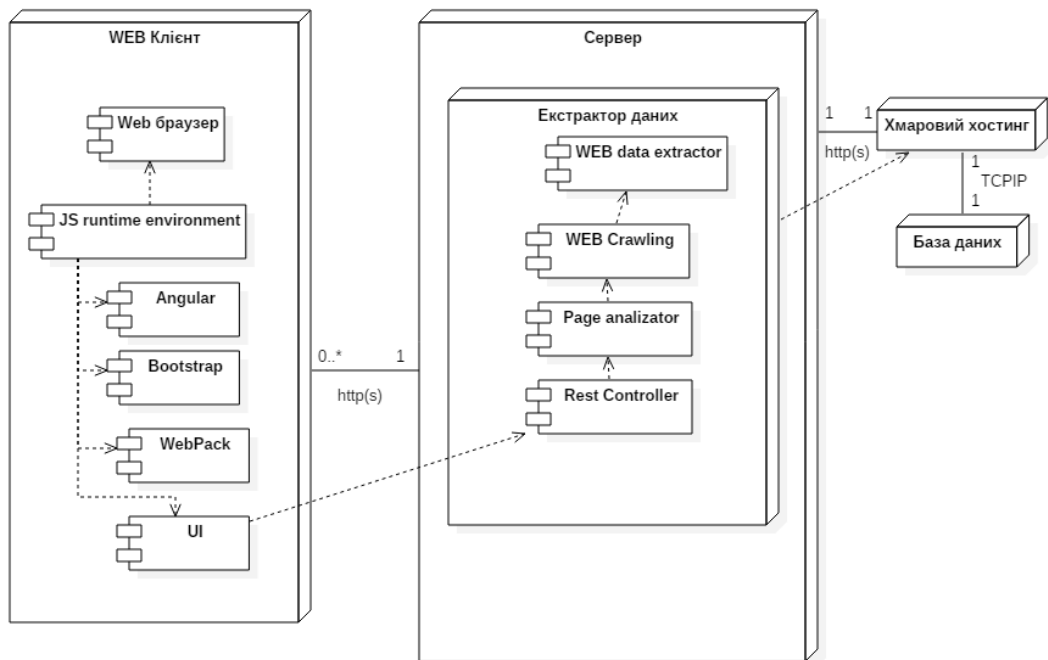 WEB Клієнт
Web браузер
JS runtime environment
Angular
Bootstrap
WebPack
UI
0..*
1
http(s)
Сервер
Екстрактор даних
WEB data extractor
WEB Crawling
Page analizator
Rest Controller
1
1
http(s)
Хмаровий хостинг
1
TCPIP
1
База даних